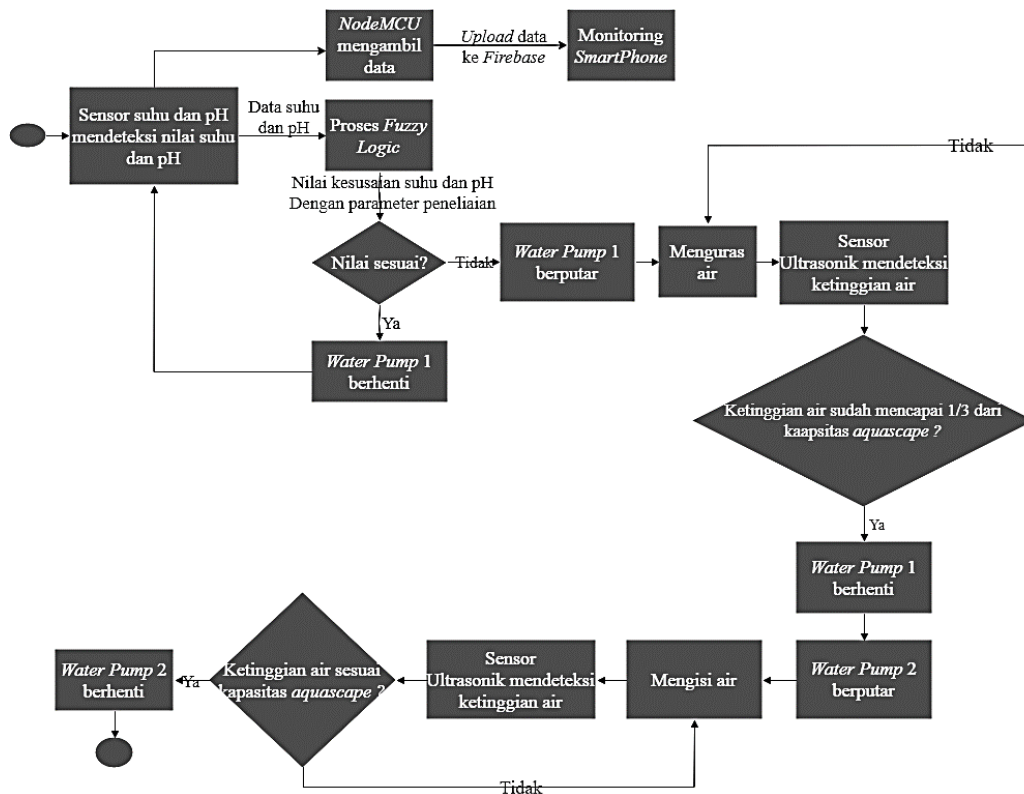 NodeMCU
mengambil
data
Upload data
ke Firebase
Monitoring
SmartPhone
Sensor suhu dan pH
mendeteksi nilai suhu
dan pH
Data suhu
dan pH
Proses Fuzzy
Logic
Tidak
Nilai kesusaian suhu dan pH
Dengan parameter peneliaian
Nilai sesuai?
Tidak
Water Pump 1
berputar
Menguras
air
Sensor
Ultrasonik mendeteksi
ketinggian air
Ya
Water Pump 1
berhenti
Ketinggian air sudah mencapai 1/3 dari
kaapsitas aquascape ?
Ya
Water Pump 1
berhenti
Water Pump 2
berputar
Mengisi air
Sensor
Ultrasonik mendeteksi
ketinggian air
Ketinggian air sesuai
kapasitas aquascape ?
Ya
Water Pump 2
berhenti
Tidak